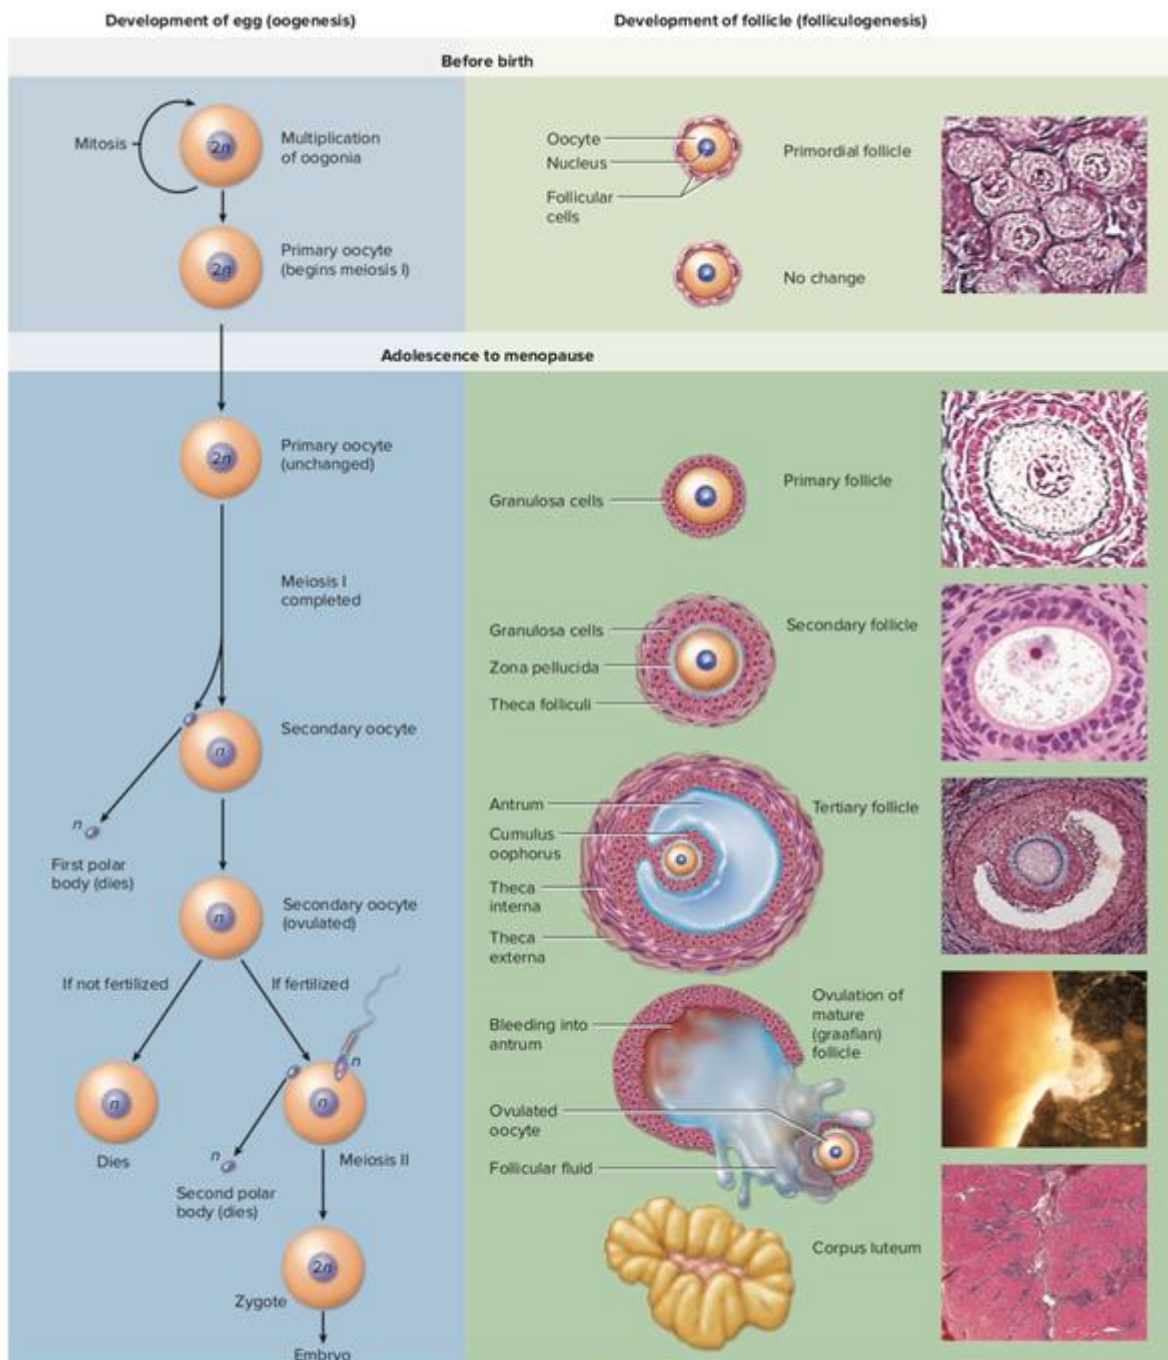 Development of egg (oogenesis)
Development of follicle (folliculogenesis)
Before birth
Mitosis
2n
Multiplication
of oogonia
2n
Primary oocyte
(begins meiosis I)
Oocyte
Nucleus
Follicular
cells
Primordial follicle
No change
Adolescence to menopause
2n
Primary oocyte
(unchanged)
Meiosis I
completed
n
Secondary oocyte
n
First polar
body (dies)
n
Secondary oocyte
(ovulated)
If not fertilized
If fertilized
n
n
n
Dies
n
Meiosis II
Second polar
body (dies)
2n
Zygote
Embryo
Granulosa cells
Primary follicle
Granulosa cells
Zona pellucida
Theca folliculi
Secondary follicle
Antrum
Cumulus
oophorus
Theca
interna
Theca
externa
Tertiary follicle
Bleeding into
antrum
Ovulated
oocyte
Follicular fluid
Ovulation of
mature
(graafian)
follicle
Corpus luteum